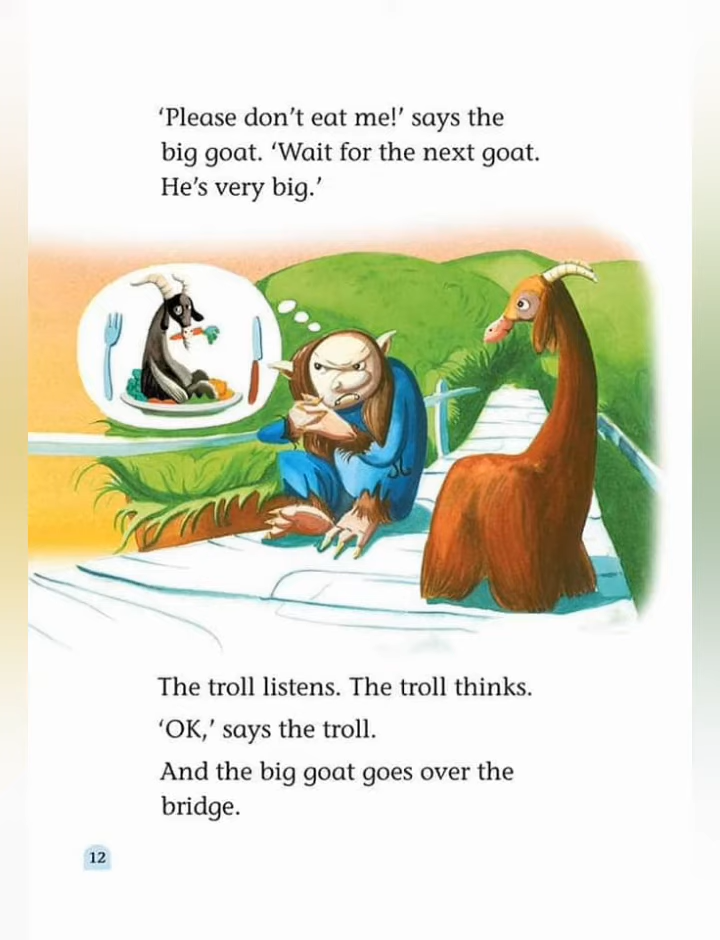 ‘Please don’t eat me!’ says the
big goat. ‘Wait for the next goat.
He’s very big.’
The troll listens. The troll thinks.
‘OK,’ says the troll.
And the big goat goes over the
bridge.
12